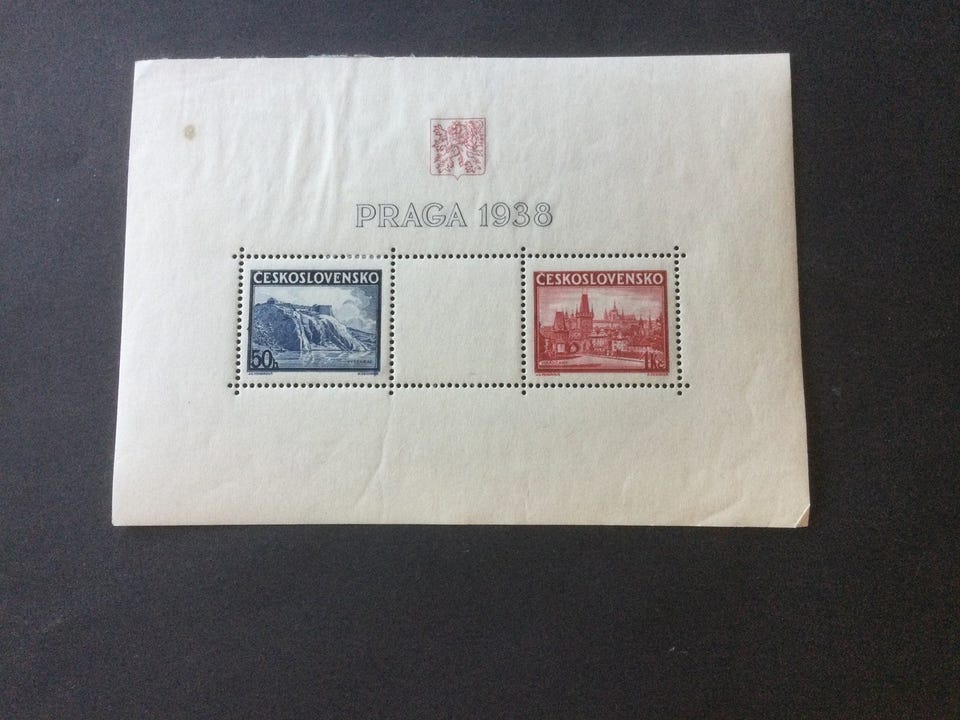 PRAGA 1938
ČESKOSLOVENSKO
50h
ČESKOSLOVENSKO
1Kč